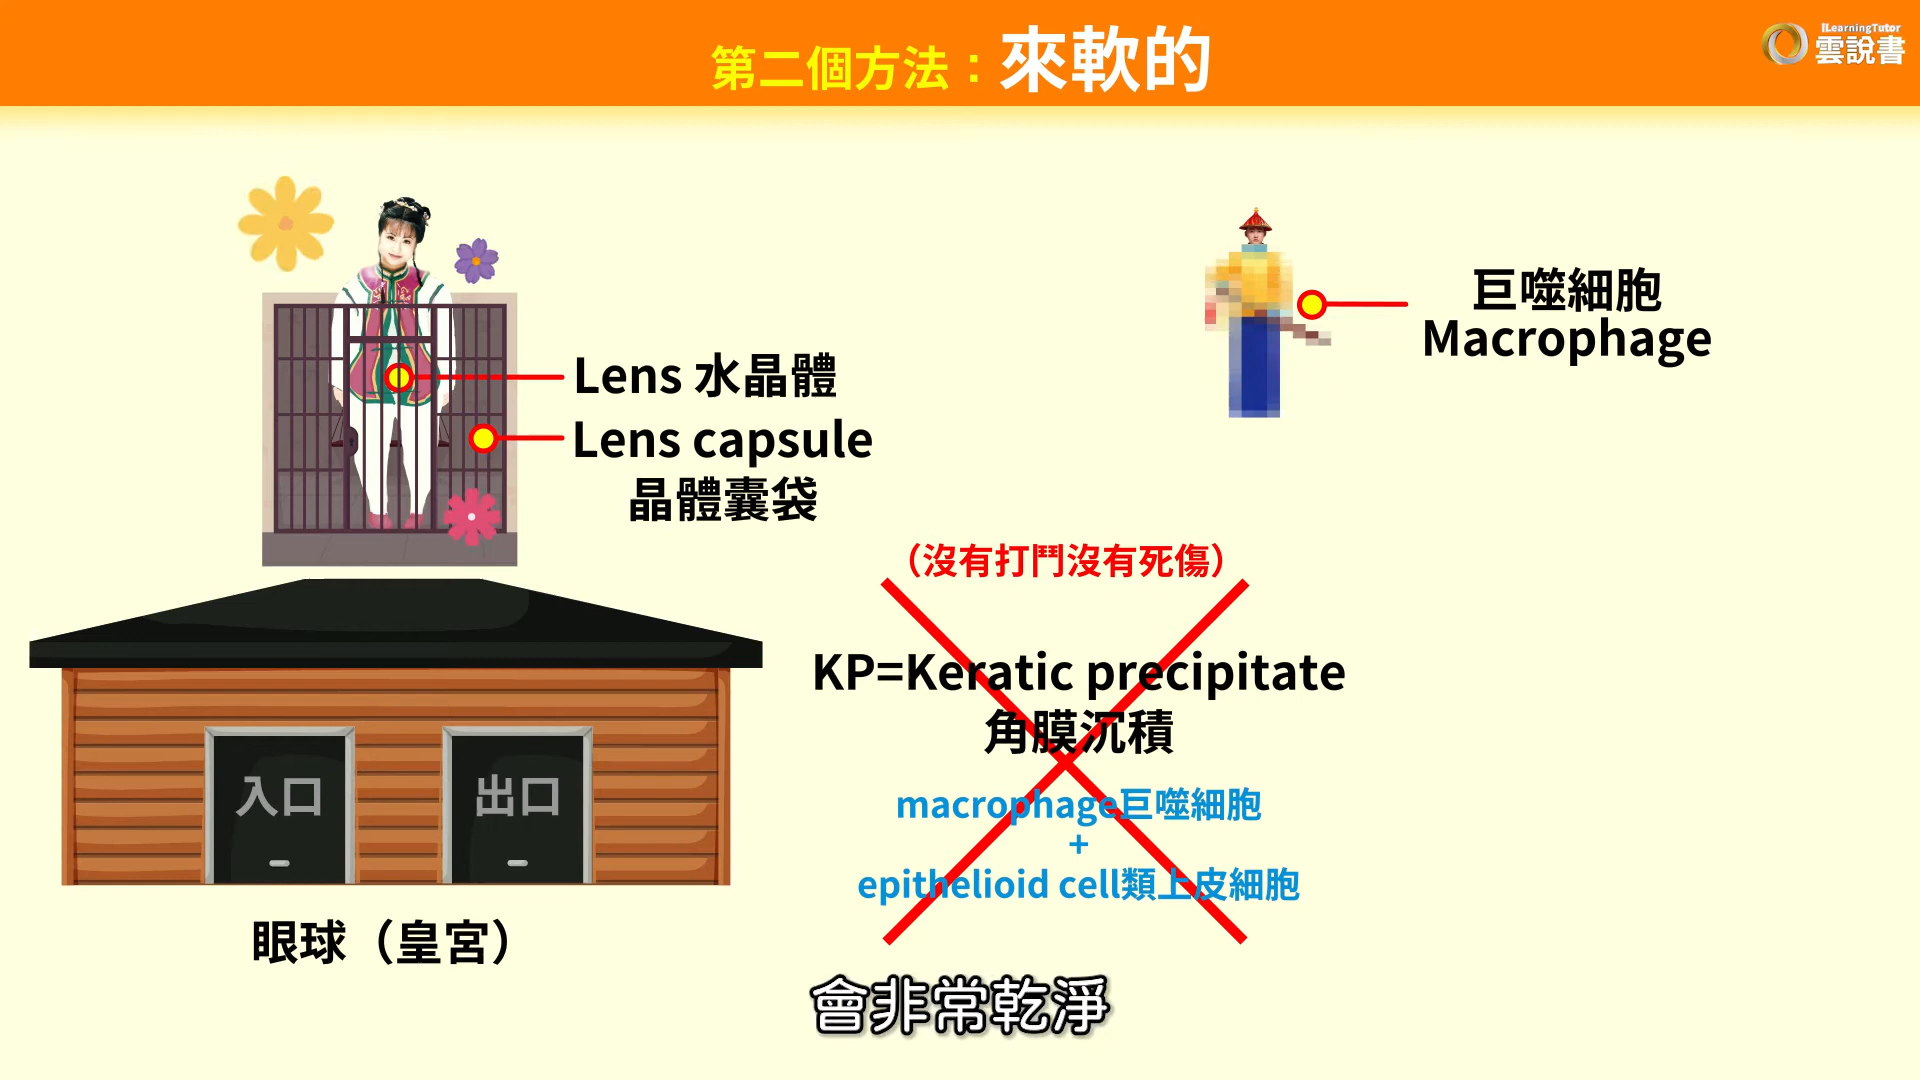 第二個方法：來軟的
iLearningTutor
雲說書
Lens 水晶體
Lens capsule
晶體囊袋
巨噬細胞
Macrophage
（沒有打鬥沒有死傷）
KP=Keratic precipitate
角膜沉積
macrophage巨噬細胞
+
epithelioid cell類上皮細胞
入口
出口
眼球（皇宮）
會非常乾淨